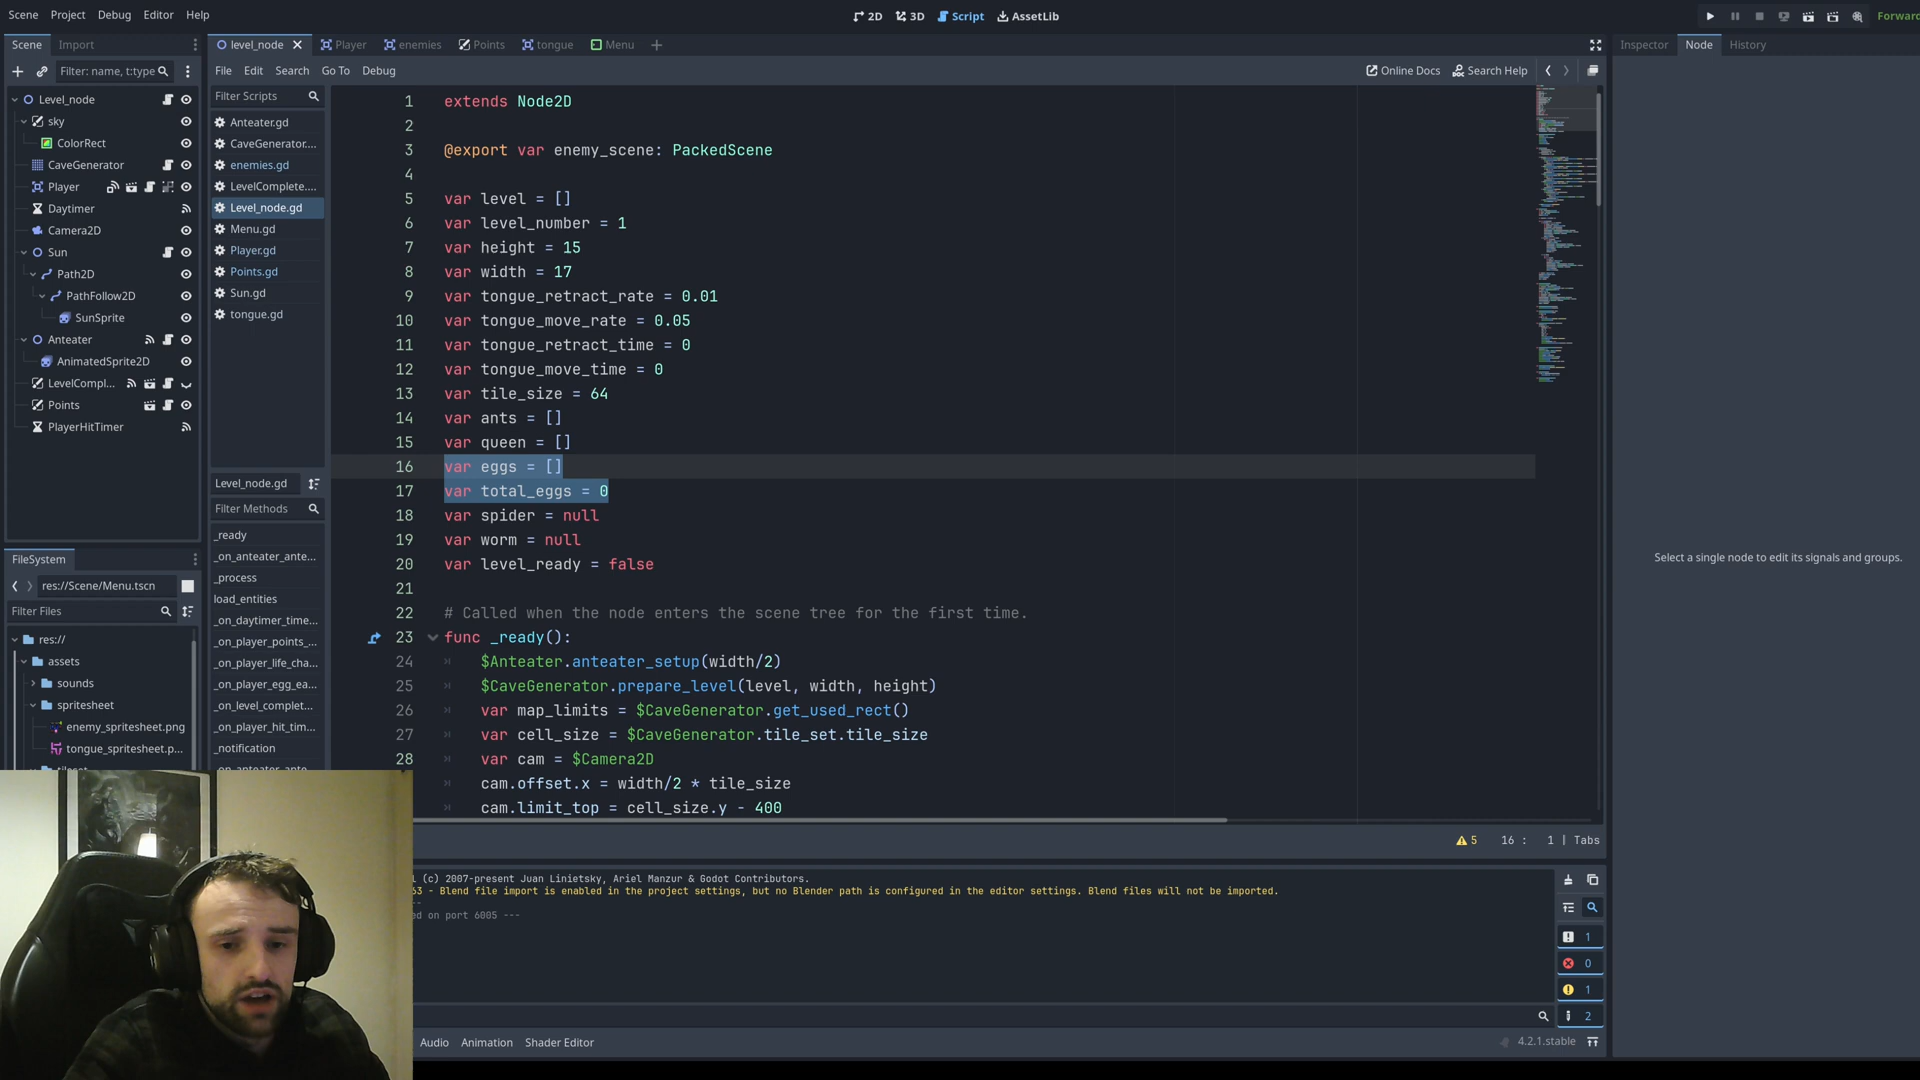 Scene Project Debug Editor Help
2D 3D Script AssetLib
Forward
Scene Import
level_node Player enemies Points tongue Menu
Inspector Node History
Filter: name, t:type
File Edit Search Go To Debug
Online Docs Search Help
Level_node
sky
ColorRect
CaveGenerator
Player
Daytimer
Camera2D
Sun
Path2D
PathFollow2D
SunSprite
Anteater
AnimatedSprite2D
LevelCompl...
Points
PlayerHitTimer
Filter Scripts
Anteater.gd
CaveGenerator....
enemies.gd
LevelComplete....
Level_node.gd
Menu.gd
Player.gd
Points.gd
Sun.gd
tongue.gd
Level_node.gd
Filter Methods
_ready
_on_anteater_ante...
_process
load_entities
_on_daytimer_time...
_on_player_points_...
_on_player_life_cha...
_on_player_egg_ea...
_on_level_complet...
_on_player_hit_tim...
_notification
_on_anteater_ante...
1 extends Node2D
2
3 @export var enemy_scene: PackedScene
4
5 var level = []
6 var level_number = 1
7 var height = 15
8 var width = 17
9 var tongue_retract_rate = 0.01
10 var tongue_move_rate = 0.05
11 var tongue_retract_time = 0
12 var tongue_move_time = 0
13 var tile_size = 64
14 var ants = []
15 var queen = []
16 var eggs = []
17 var total_eggs = 0
18 var spider = null
19 var worm = null
20 var level_ready = false
21
22 # Called when the node enters the scene tree for the first time.
23 func _ready():
24 $Anteater.anteater_setup(width/2)
25 $CaveGenerator.prepare_level(level, width, height)
26 var map_limits = $CaveGenerator.get_used_rect()
27 var cell_size = $CaveGenerator.tile_set.tile_size
28 var cam = $Camera2D
cam.offset.x = width/2 * tile_size
cam.limit_top = cell_size.y - 400
Select a single node to edit its signals and groups.
FileSystem
res://Scene/Menu.tscn
Filter Files
res://
assets
sounds
spritesheet
enemy_spritesheet.png
tongue_spritesheet.p...
5 16 : 1 | Tabs
(c) 2007-present Juan Linietsky, Ariel Manzur & Godot Contributors.
63 - Blend file import is enabled in the project settings, but no Blender path is configured in the editor settings. Blend files will not be imported.
--
ed on port 6005 ---
1
0
1
2
Audio Animation Shader Editor
4.2.1.stable